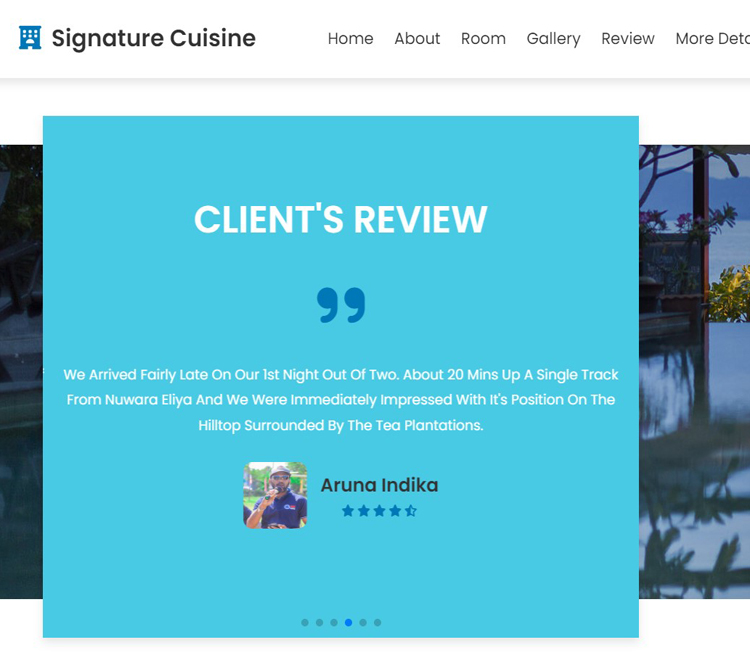 Signature Cuisine
Home About Room Gallery Review
CLIENT'S REVIEW
We Arrived Fairly Late On Our 1st Night Out Of Two. About 20 Mins Up A Single Track
From Nuwara Eliya And We Were Immediately Impressed With It's Position On The
Hilltop Surrounded By The Tea Plantations.
Aruna Indika